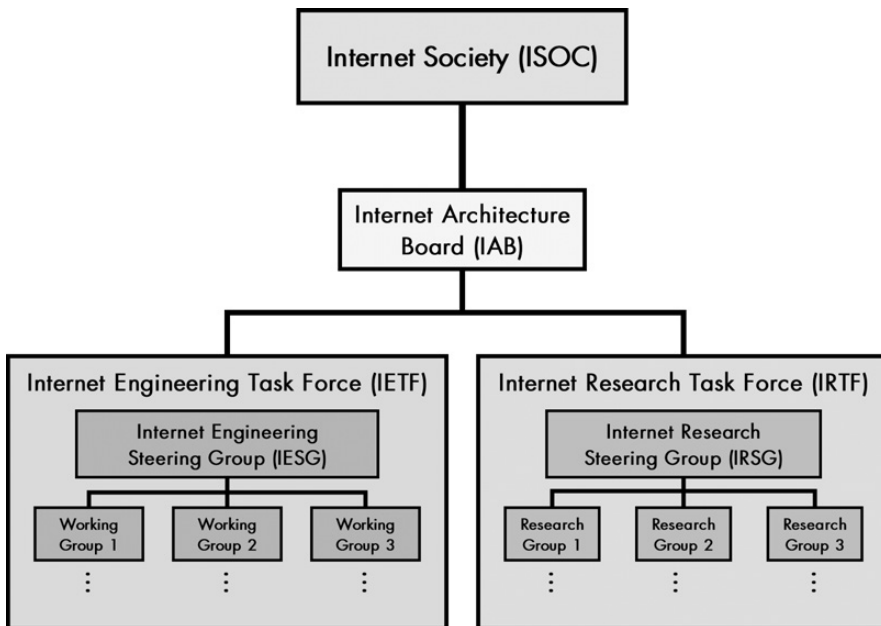 Internet Society (ISOC)
Internet Architecture
Board (IAB)
Internet Engineering Task Force (IETF)
Internet Engineering
Steering Group (IESG)
Working
Group 1
Working
Group 2
Working
Group 3
Internet Research Task Force (IRTF)
Internet Research
Steering Group (IRSG)
Research
Group 1
Research
Group 2
Research
Group 3